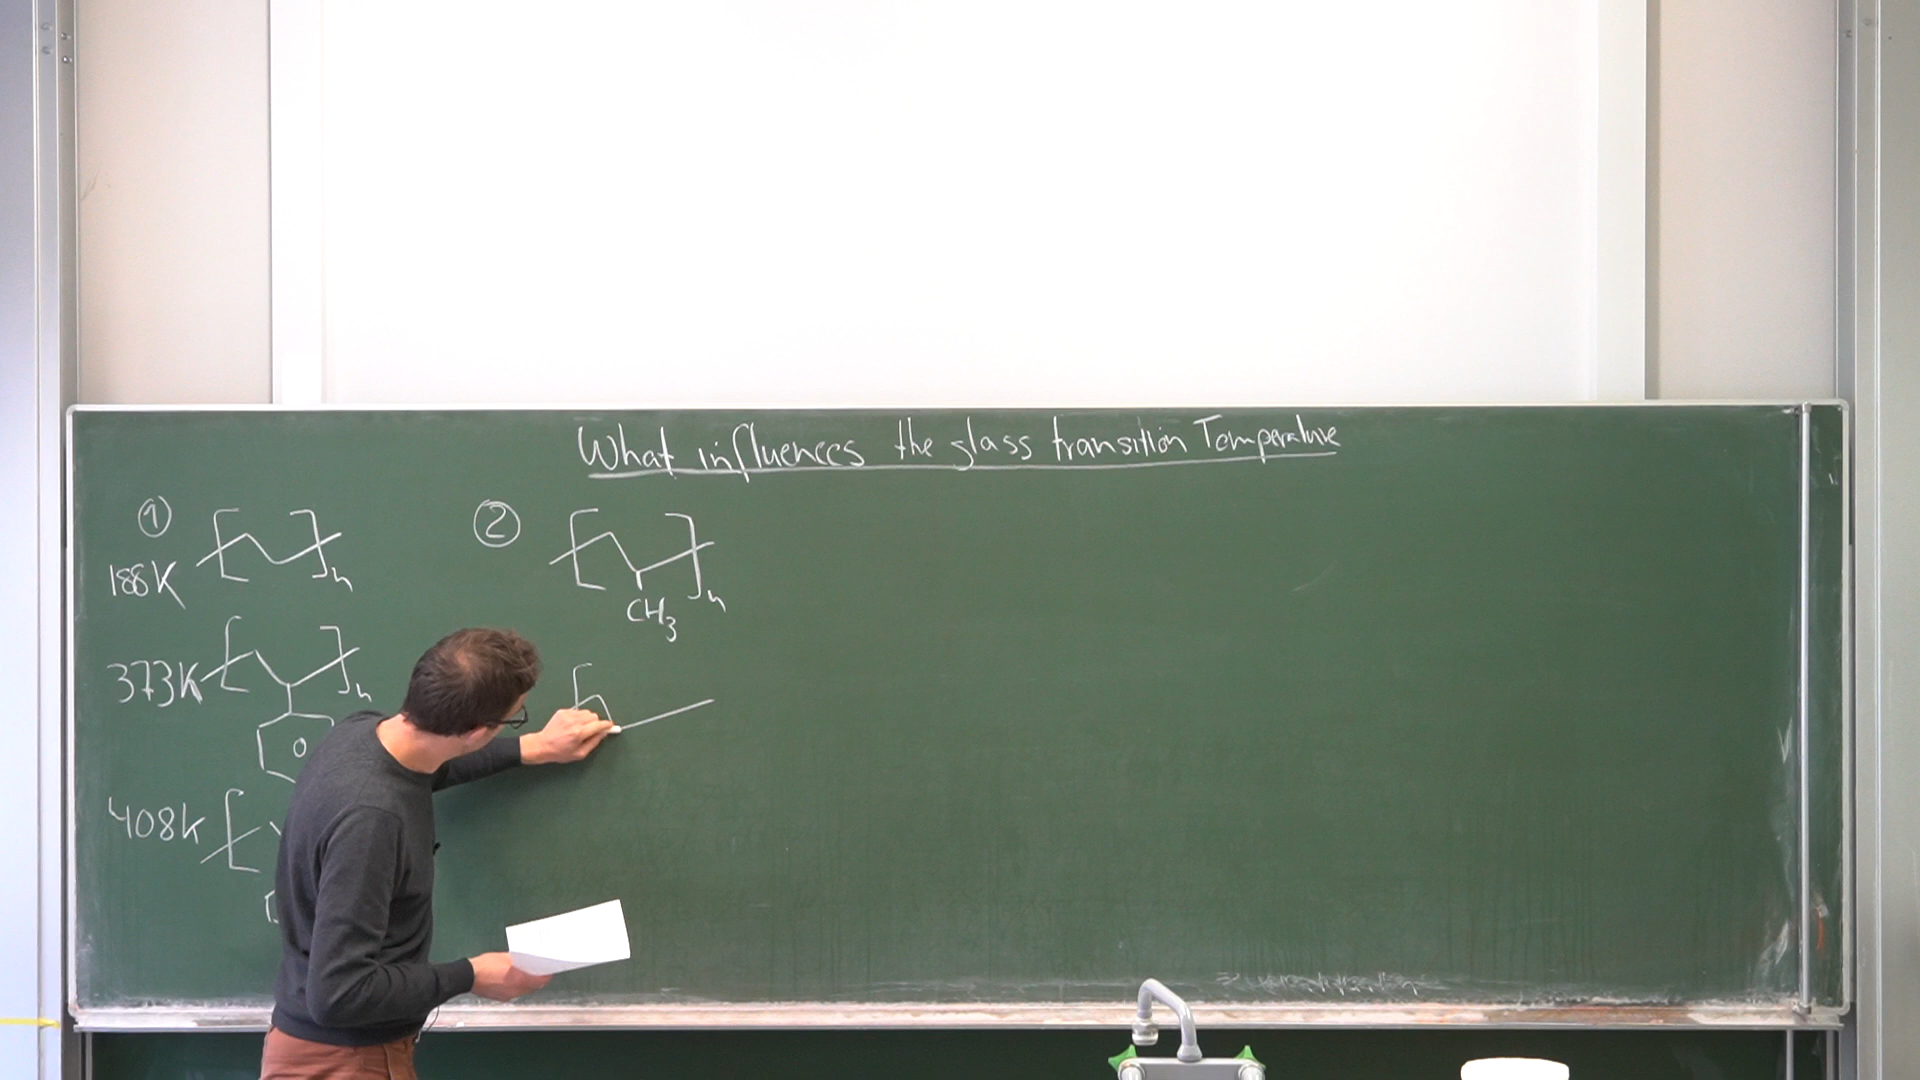 What influences the glass transition Temperature
①
188K
n
373K
n
408K
②
CH3
n